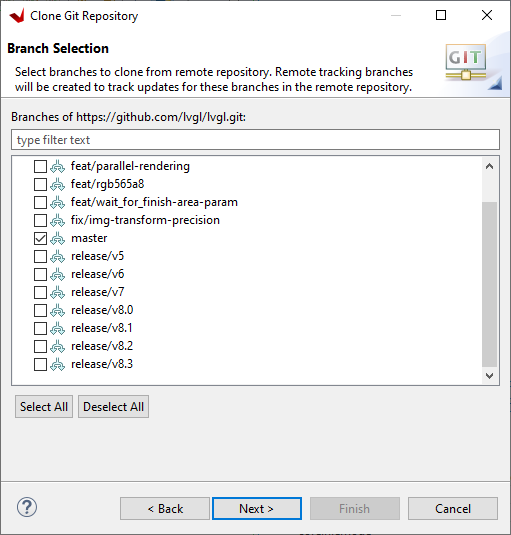 Clone Git Repository
Branch Selection
Select branches to clone from remote repository. Remote tracking branches
will be created to track updates for these branches in the remote repository.
GIT
Branches of https://github.com/lvgl/lvgl.git:
type filter text
feat/parallel-rendering
feat/rgb565a8
feat/wait_for_finish-area-param
fix/img-transform-precision
master
release/v5
release/v6
release/v7
release/v8.0
release/v8.1
release/v8.2
release/v8.3
Select All
Deselect All
?
< Back
Next >
Finish
Cancel